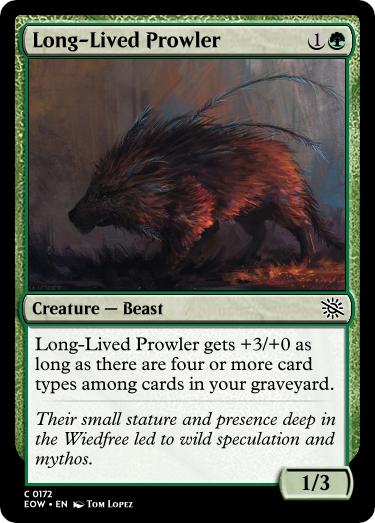 Long-Lived Prowler 1
Creature — Beast
Long-Lived Prowler gets +3/+0 as
long as there are four or more card
types among cards in your graveyard.
Their small stature and presence deep in
the Wiedfree led to wild speculation and
mythos.
1/3
C 0172
EOW • EN Tom Lopez